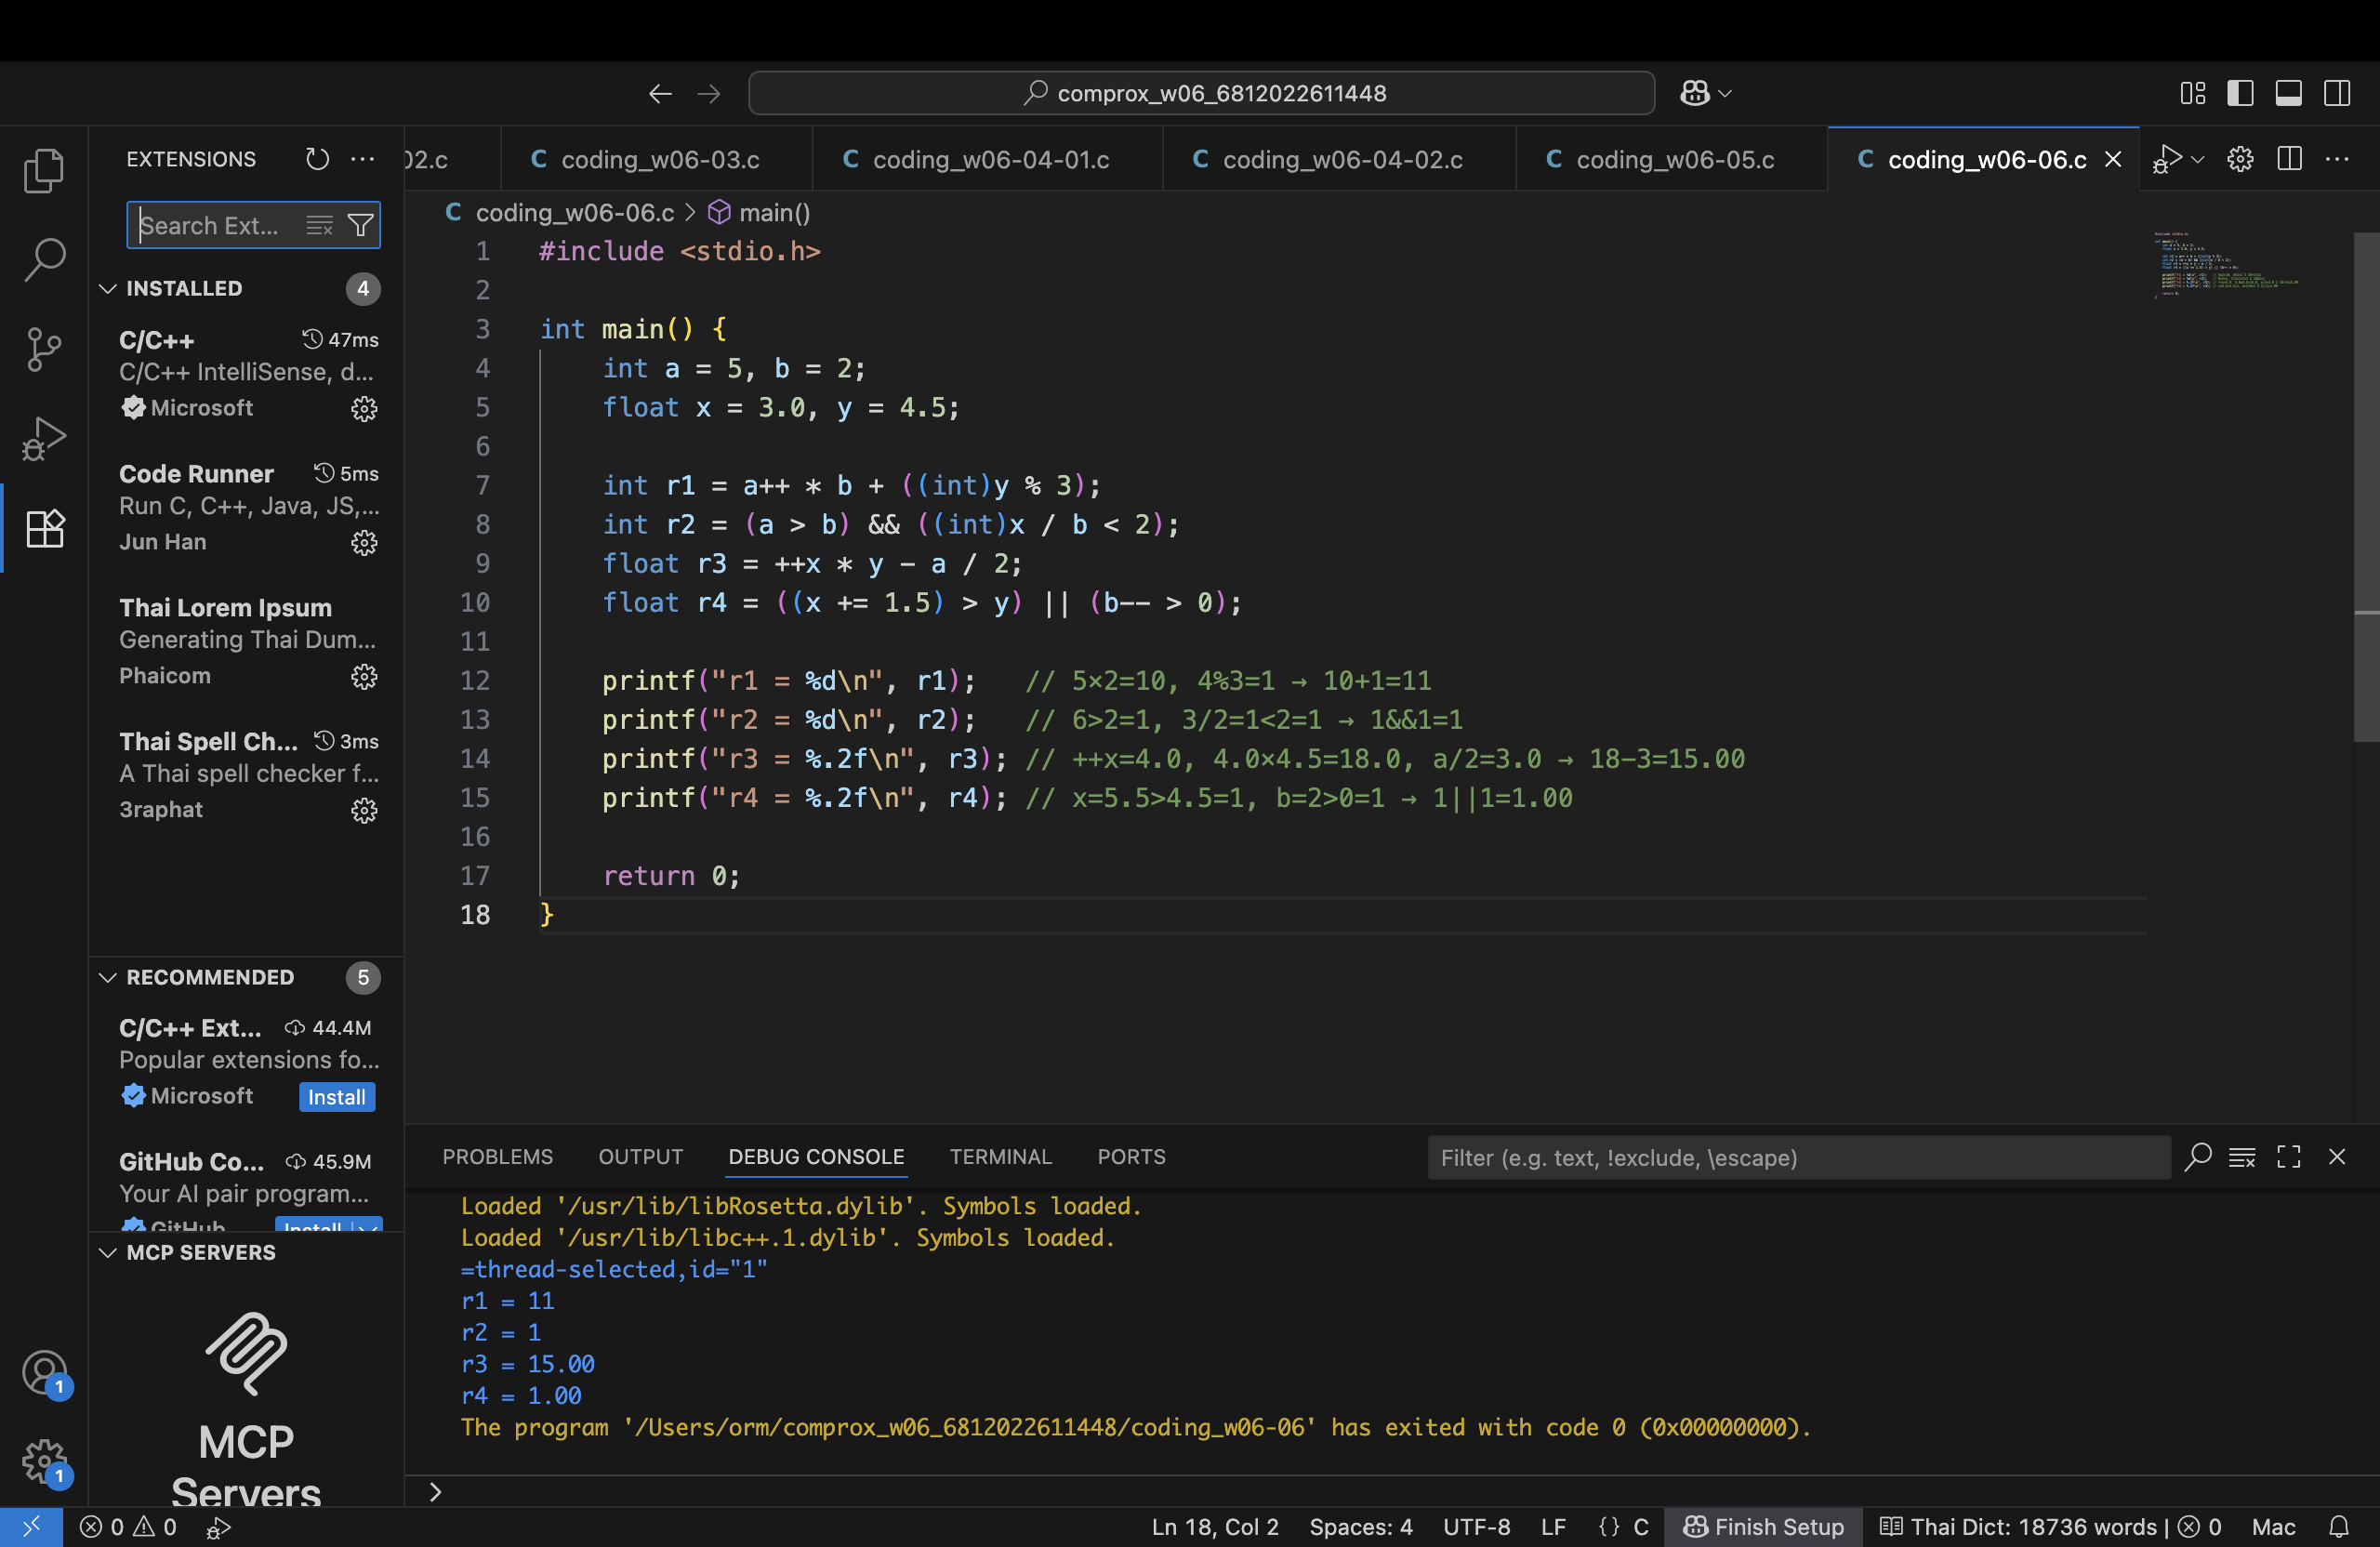 comprox_w06_6812022611448
EXTENSIONS
02.c
C coding_w06-03.c
C coding_w06-04-01.c
C coding_w06-04-02.c
C coding_w06-05.c
C coding_w06-06.c
Search Ext...
C coding_w06-06.c > main()
INSTALLED 4
C/C++ 47ms
C/C++ IntelliSense, d...
Microsoft
Code Runner 5ms
Run C, C++, Java, JS,...
Jun Han
Thai Lorem Ipsum
Generating Thai Dum...
Phaicom
Thai Spell Ch... 3ms
A Thai spell checker f...
3raphat
RECOMMENDED 5
C/C++ Ext... 44.4M
Popular extensions fo...
Microsoft Install
GitHub Co... 45.9M
Your AI pair program...
GitHub Install
MCP SERVERS
MCP
Servers
1
1
1 #include <stdio.h>
2
3 int main() {
4 int a = 5, b = 2;
5 float x = 3.0, y = 4.5;
6
7 int r1 = a++ * b + ((int)y % 3);
8 int r2 = (a > b) && ((int)x / b < 2);
9 float r3 = ++x * y - a / 2;
10 float r4 = ((x += 1.5) > y) || (b-- > 0);
11
12 printf("r1 = %d\n", r1); // 5×2=10, 4%3=1 → 10+1=11
13 printf("r2 = %d\n", r2); // 6>2=1, 3/2=1<2=1 → 1&&1=1
14 printf("r3 = %.2f\n", r3); // ++x=4.0, 4.0×4.5=18.0, a/2=3.0 → 18-3=15.00
15 printf("r4 = %.2f\n", r4); // x=5.5>4.5=1, b=2>0=1 → 1||1=1.00
16
17 return 0;
18 }
PROBLEMS OUTPUT DEBUG CONSOLE TERMINAL PORTS
Filter (e.g. text, !exclude, \escape)
Loaded '/usr/lib/libRosetta.dylib'. Symbols loaded.
Loaded '/usr/lib/libc++.1.dylib'. Symbols loaded.
=thread-selected,id="1"
r1 = 11
r2 = 1
r3 = 15.00
r4 = 1.00
The program '/Users/orm/comprox_w06_6812022611448/coding_w06-06' has exited with code 0 (0x00000000).
>
0 0
Ln 18, Col 2 Spaces: 4 UTF-8 LF {} C Finish Setup Thai Dict: 18736 words | 0 Mac